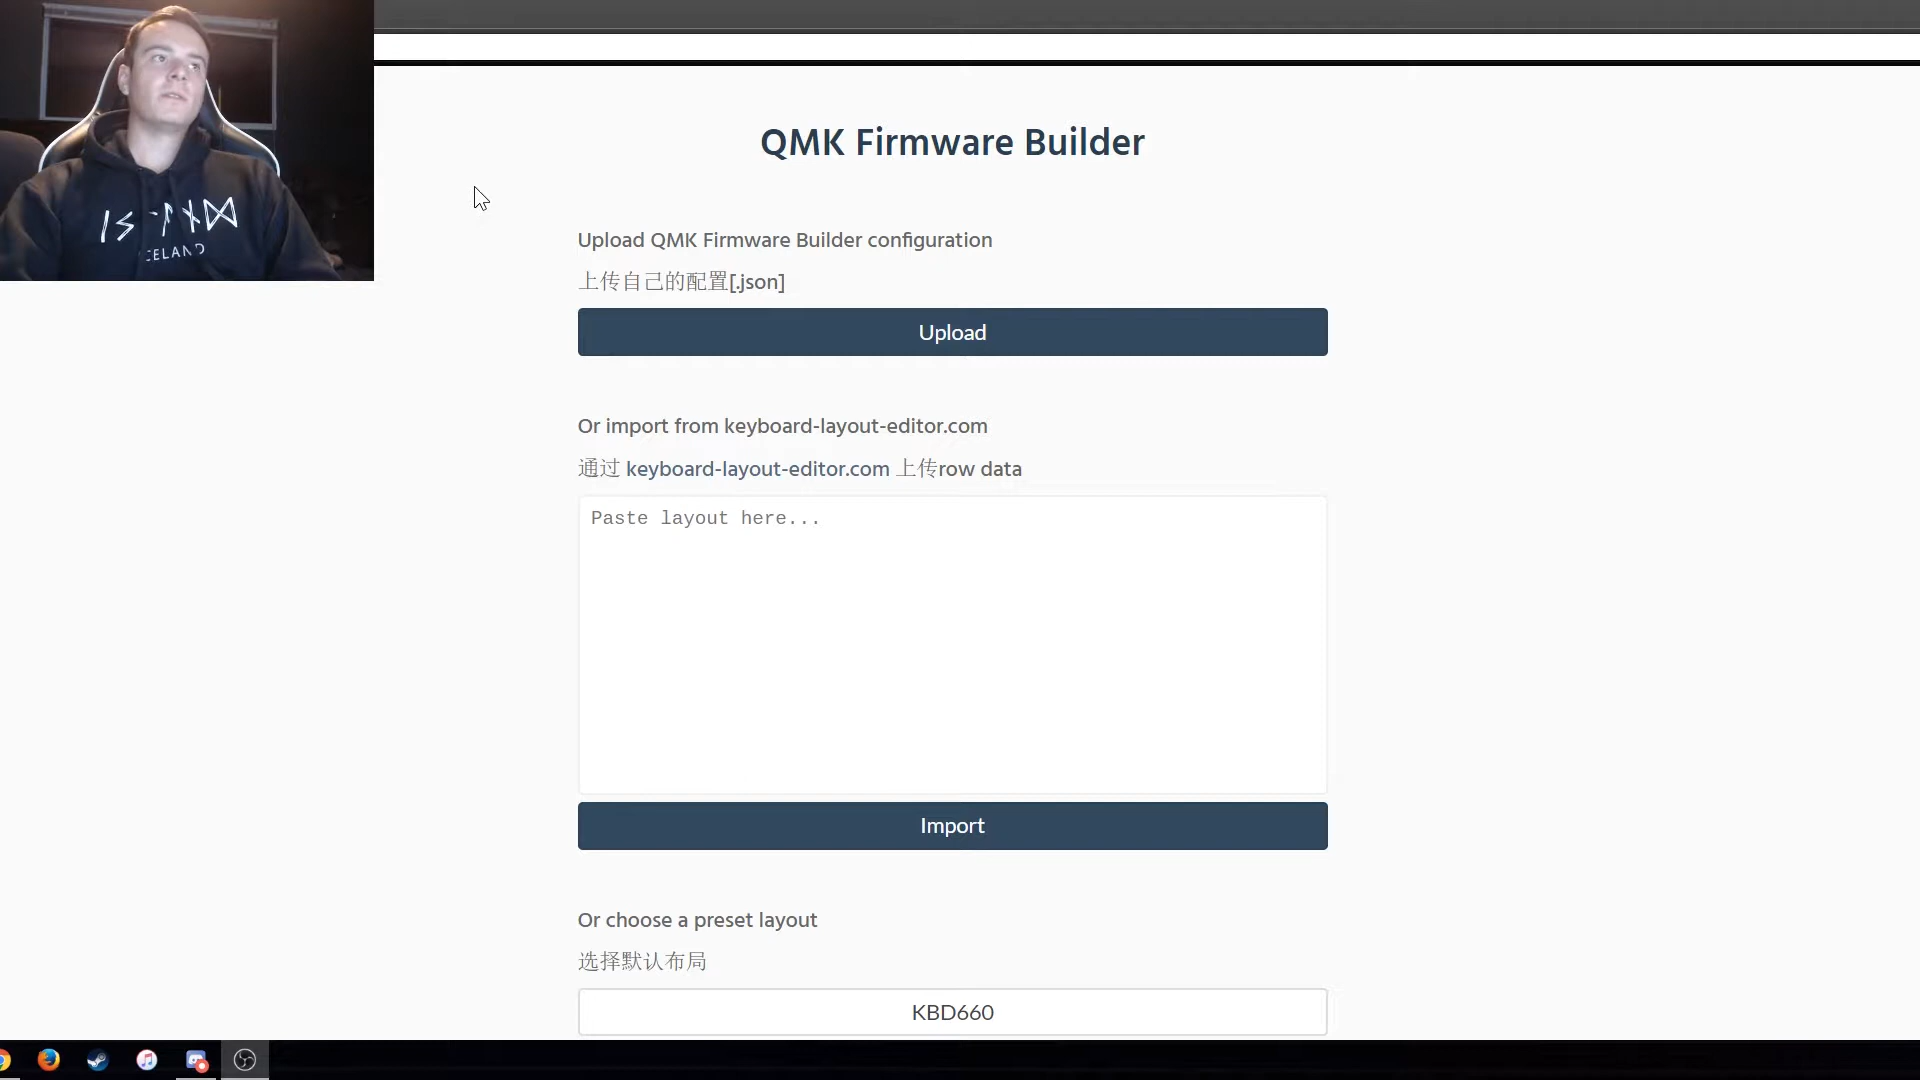 QMK Firmware Builder
Upload QMK Firmware Builder configuration
上传自己的配置[.json]
Upload
Or import from keyboard-layout-editor.com
通过 keyboard-layout-editor.com 上传row data
Paste layout here...
Import
Or choose a preset layout
选择默认布局
KBD660